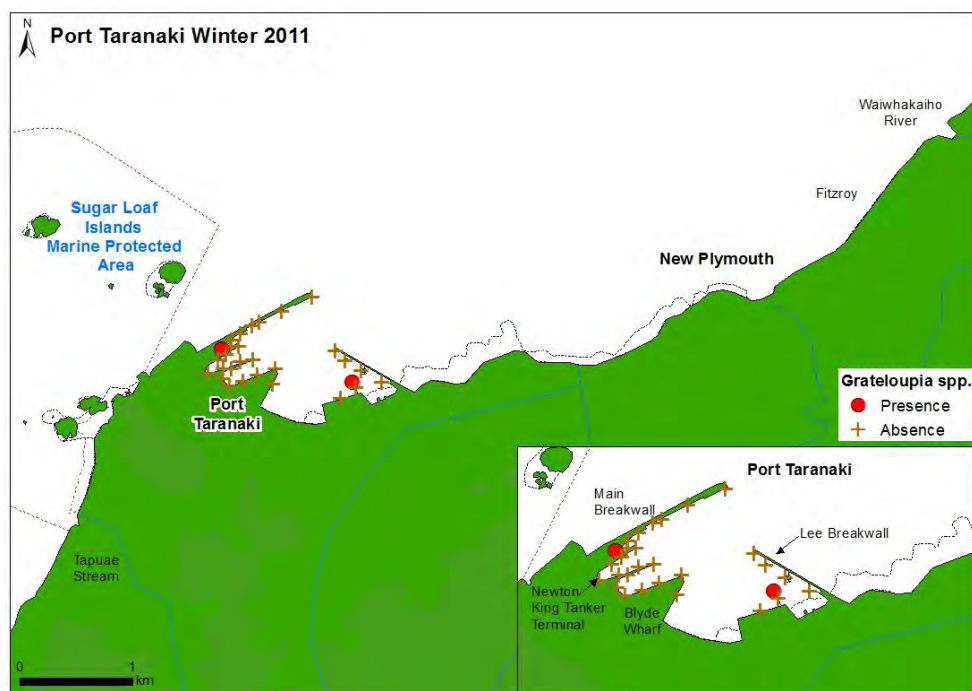 N
Port Taranaki Winter 2011
Waiwhakaiho
River
Fitzroy
Sugar Loaf
Islands
Marine Protected
Area
New Plymouth
Port
Taranaki
Grateloupia spp.
Presence
Absence
Tapuae
Stream
0 1
km
Port Taranaki
Main
Breakwall
Lee Breakwall
Newton
King Tanker
Terminal
Blyde
Wharf